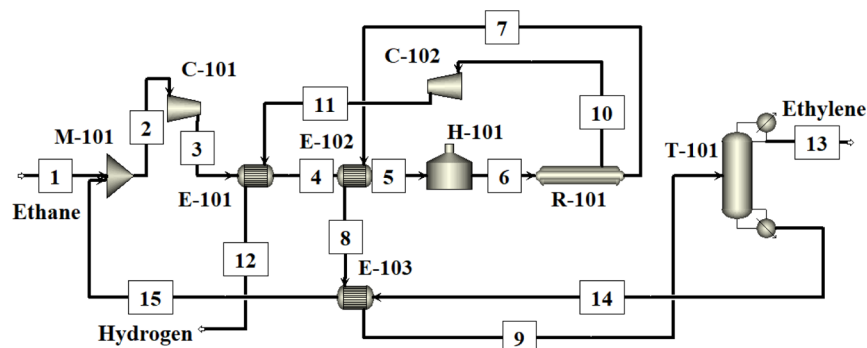 7
C-101
C-102
2
11
10
Ethylene
M-101
E-102
H-101
13
3
T-101
1
4
5
6
Ethane
E-101
R-101
8
12
E-103
15
14
Hydrogen
9